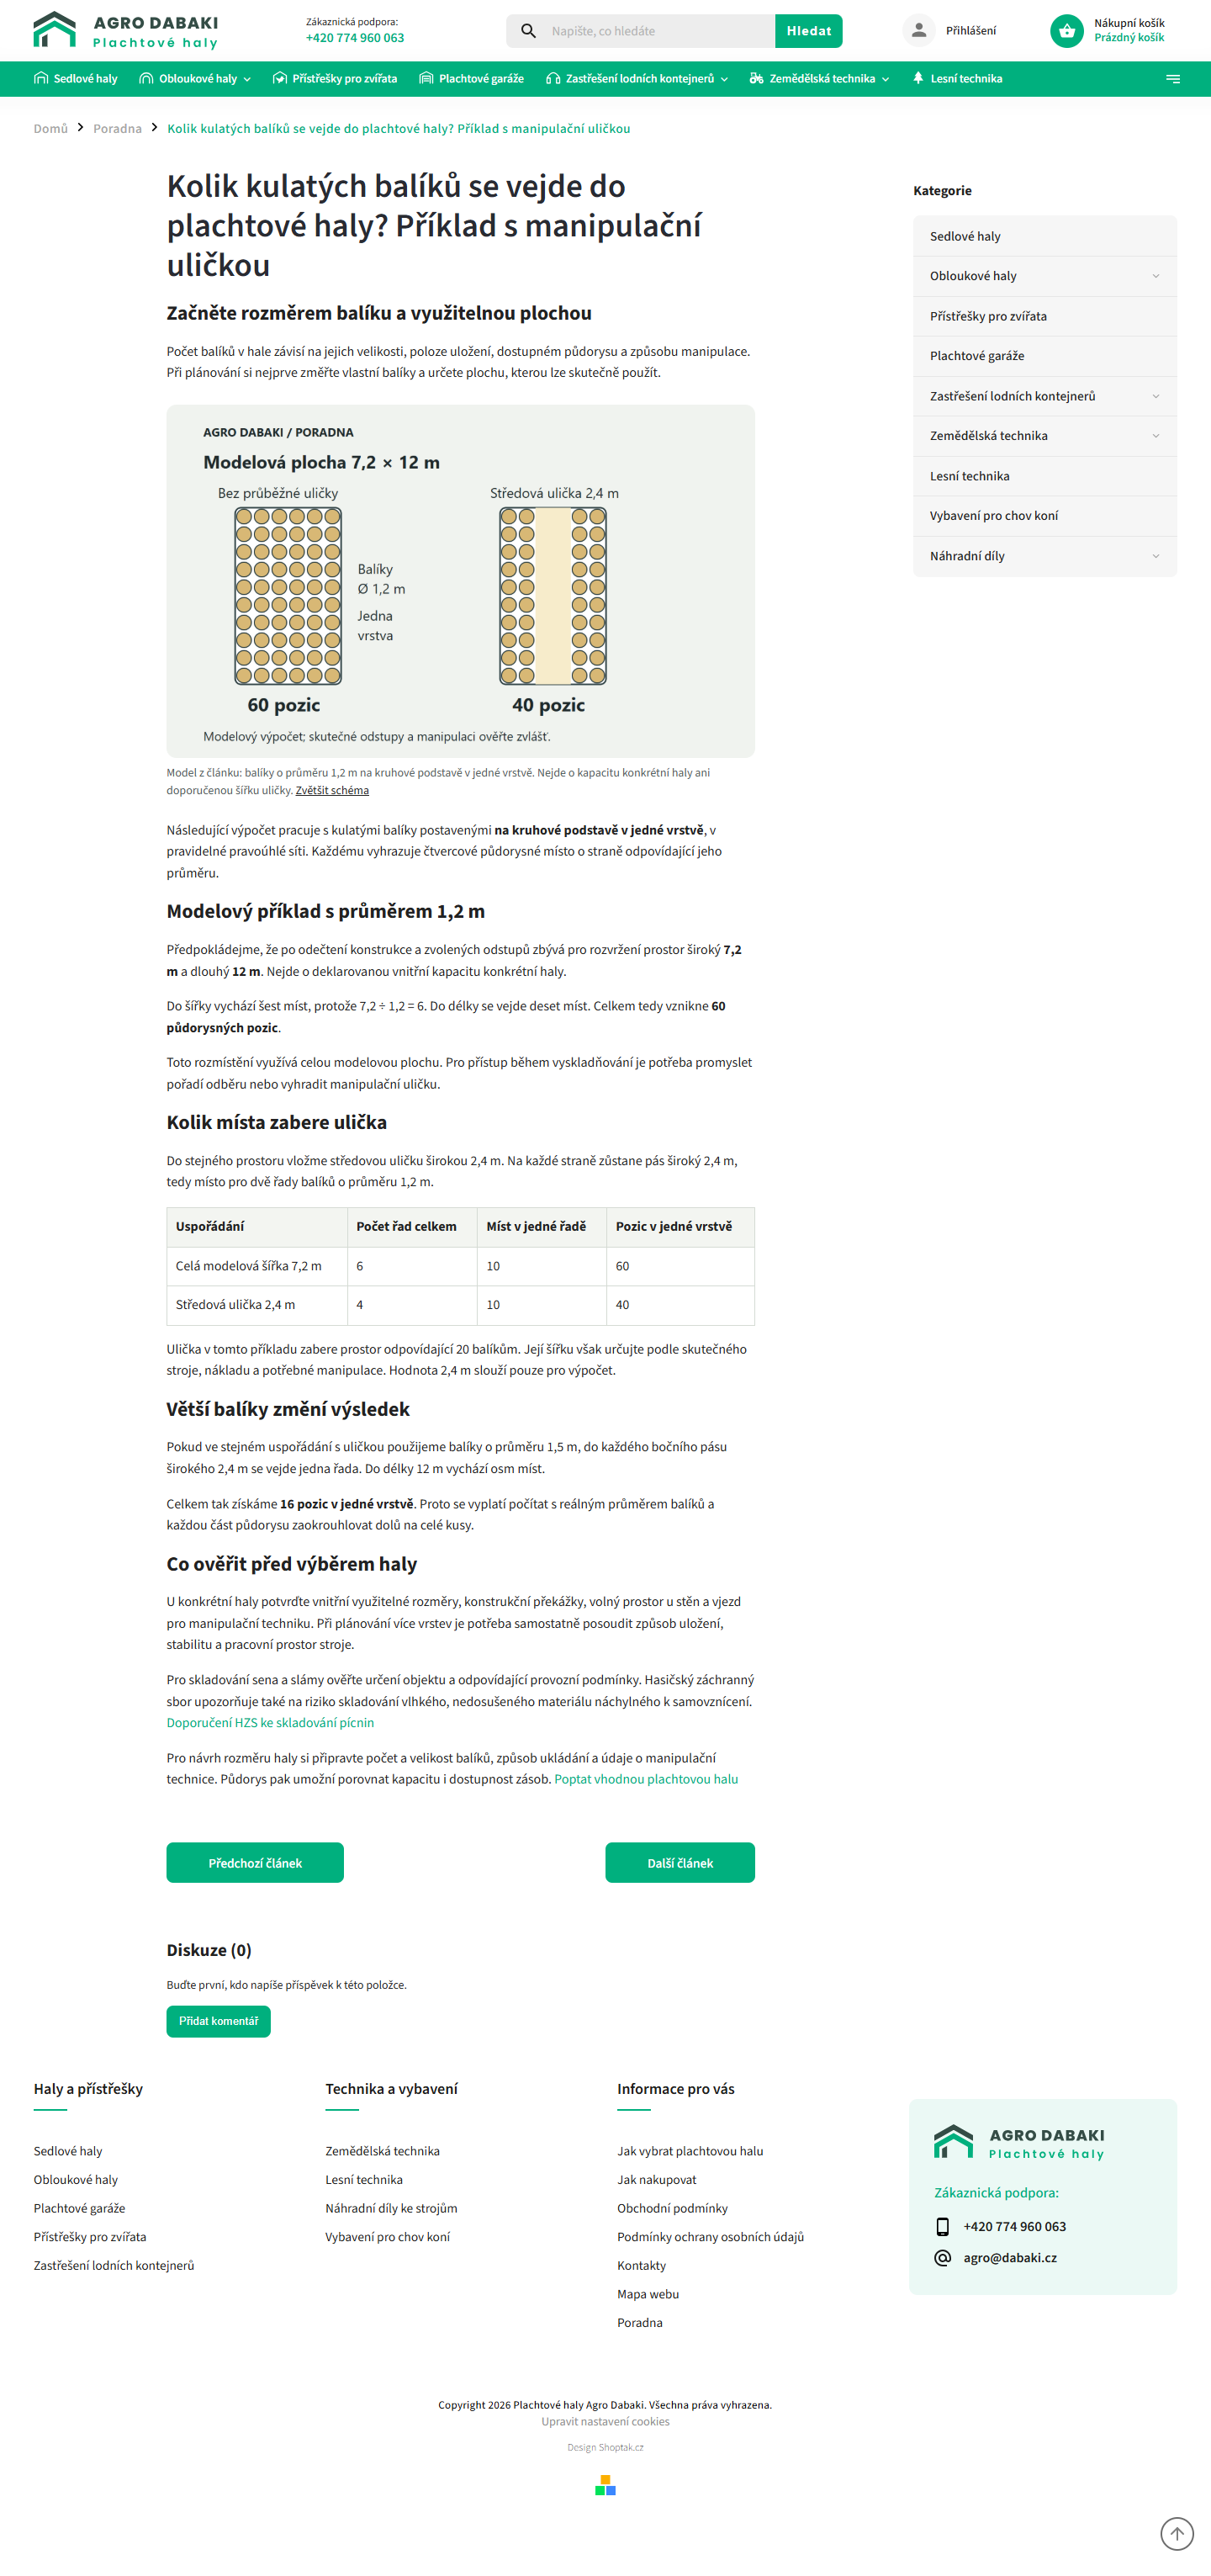 AGRO DABAKI
Plachtové haly
Zákaznická podpora:
+420 774 960 063
Napište, co hledáte
Hledat
Přihlášení
Nákupní košík
Prázdný košík
Sedlové haly
Obloukové haly
Přístřešky pro zvířata
Plachtové garáže
Zastřešení lodních kontejnerů
Zemědělská technika
Lesní technika
Domů
Poradna
Kolik kulatých balíků se vejde do plachtové haly? Příklad s manipulační uličkou
Kolik kulatých balíků se vejde do
plachtové haly? Příklad s manipulační
uličkou
Začněte rozměrem balíku a využitelnou plochou
Počet balíků v hale závisí na jejich velikosti, poloze uložení, dostupném půdorysu a způsobu manipulace.
Při plánování si nejprve změřte vlastní balíky a určete plochu, kterou lze skutečně použít.
AGRO DABAKI / PORADNA
Modelová plocha 7,2 × 12 m
Bez průběžné uličky
Středová ulička 2,4 m
Balíky
Ø 1,2 m
Jedna
vrstva
60 pozic
40 pozic
Modelový výpočet; skutečné odstupy a manipulaci ověřte zvlášť.
Model z článku: balíky o průměru 1,2 m na kruhové podstavě v jedné vrstvě. Nejde o kapacitu konkrétní haly ani
doporučenou šířku uličky. Zvětšit schéma
Následující výpočet pracuje s kulatými balíky postavenými na kruhové podstavě v jedné vrstvě, v
pravidelné pravoúhlé síti. Každému vyhrazuje čtvercové půdorysné místo o straně odpovídající jeho
průměru.
Modelový příklad s průměrem 1,2 m
Předpokládejme, že po odečtení konstrukce a zvolených odstupů zbývá pro rozvržení prostor široký 7,2
m a dlouhý 12 m. Nejde o deklarovanou vnitřní kapacitu konkrétní haly.
Do šířky vychází šest míst, protože 7,2 ÷ 1,2 = 6. Do délky se vejde deset míst. Celkem tedy vznikne 60
půdorysných pozic.
Toto rozmístění využívá celou modelovou plochu. Pro přístup během vyskladňování je potřeba promyslet
pořadí odběru nebo vyhradit manipulační uličku.
Kolik místa zabere ulička
Do stejného prostoru vložme středovou uličku širokou 2,4 m. Na každé straně zůstane pás široký 2,4 m,
tedy místo pro dvě řady balíků o průměru 1,2 m.
Uspořádání
Počet řad celkem
Míst v jedné řadě
Pozic v jedné vrstvě
Celá modelová šířka 7,2 m
6
10
60
Středová ulička 2,4 m
4
10
40
Ulička v tomto příkladu zabere prostor odpovídající 20 balíkům. Její šířku však určujte podle skutečného
stroje, nákladu a potřebné manipulace. Hodnota 2,4 m slouží pouze pro výpočet.
Větší balíky změní výsledek
Pokud ve stejném uspořádání s uličkou použijeme balíky o průměru 1,5 m, do každého bočního pásu
širokého 2,4 m se vejde jedna řada. Do délky 12 m vychází osm míst.
Celkem tak získáme 16 pozic v jedné vrstvě. Proto se vyplatí počítat s reálným průměrem balíků a
každou část půdorysu zaokrouhlovat dolů na celé kusy.
Co ověřit před výběrem haly
U konkrétní haly potvrďte vnitřní využitelné rozměry, konstrukční překážky, volný prostor u stěn a vjezd
pro manipulační techniku. Při plánování více vrstev je potřeba samostatně posoudit způsob uložení,
stabilitu a pracovní prostor stroje.
Pro skladování sena a slámy ověřte určení objektu a odpovídající provozní podmínky. Hasičský záchranný
sbor upozorňuje také na riziko skladování vlhkého, nedosušeného materiálu náchylného k samovznícení.
Doporučení HZS ke skladování pícnin
Pro návrh rozměru haly si připravte počet a velikost balíků, způsob ukládání a údaje o manipulační
technice. Půdorys pak umožní porovnat kapacitu i dostupnost zásob. Poptat vhodnou plachtovou halu
Předchozí článek
Další článek
Diskuze (0)
Buďte první, kdo napíše příspěvek k této položce.
Přidat komentář
Kategorie
Sedlové haly
Obloukové haly
Přístřešky pro zvířata
Plachtové garáže
Zastřešení lodních kontejnerů
Zemědělská technika
Lesní technika
Vybavení pro chov koní
Náhradní díly
Haly a přístřešky
Sedlové haly
Obloukové haly
Plachtové garáže
Přístřešky pro zvířata
Zastřešení lodních kontejnerů
Technika a vybavení
Zemědělská technika
Lesní technika
Náhradní díly ke strojům
Vybavení pro chov koní
Informace pro vás
Jak vybrat plachtovou halu
Jak nakupovat
Obchodní podmínky
Podmínky ochrany osobních údajů
Kontakty
Mapa webu
Poradna
AGRO DABAKI
Plachtové haly
Zákaznická podpora:
+420 774 960 063
agro@dabaki.cz
Copyright 2026 Plachtové haly Agro Dabaki. Všechna práva vyhrazena.
Upravit nastavení cookies
Design Shoptak.cz